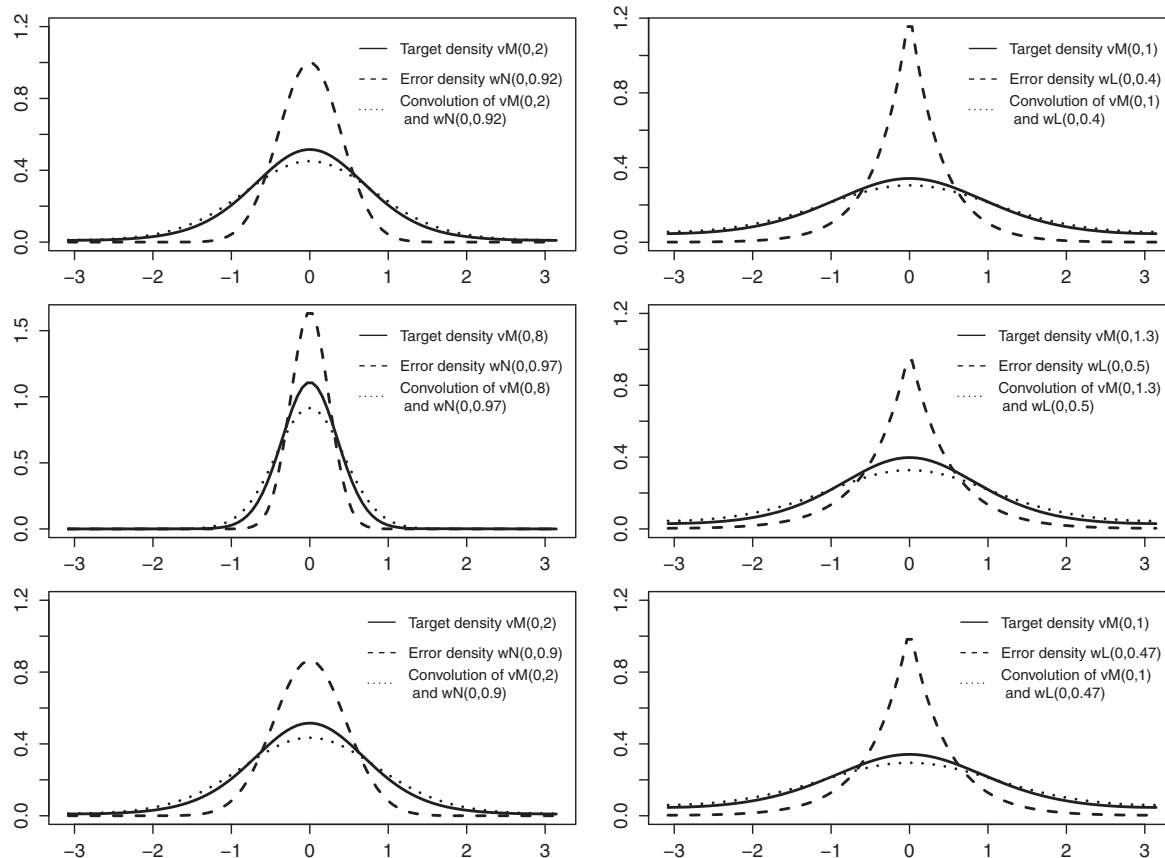 1.2
0.8
0.4
0.0
Target density vM(0,2)
Error density wN(0,0.92)
Convolution of vM(0,2)
and wN(0,0.92)
−3 −2 −1 0 1 2 3
1.2
0.8
0.4
0.0
Target density vM(0,1)
Error density wL(0,0.4)
Convolution of vM(0,1)
and wL(0,0.4)
−3 −2 −1 0 1 2 3
1.5
1.0
0.5
0.0
Target density vM(0,8)
Error density wN(0,0.97)
Convolution of vM(0,8)
and wN(0,0.97)
−3 −2 −1 0 1 2 3
1.2
0.8
0.4
0.0
Target density vM(0,1.3)
Error density wL(0,0.5)
Convolution of vM(0,1.3)
and wL(0,0.5)
−3 −2 −1 0 1 2 3
1.2
0.8
0.4
0.0
Target density vM(0,2)
Error density wN(0,0.9)
Convolution of vM(0,2)
and wN(0,0.9)
−3 −2 −1 0 1 2 3
1.2
0.8
0.4
0.0
Target density vM(0,1)
Error density wL(0,0.47)
Convolution of vM(0,1)
and wL(0,0.47)
−3 −2 −1 0 1 2 3